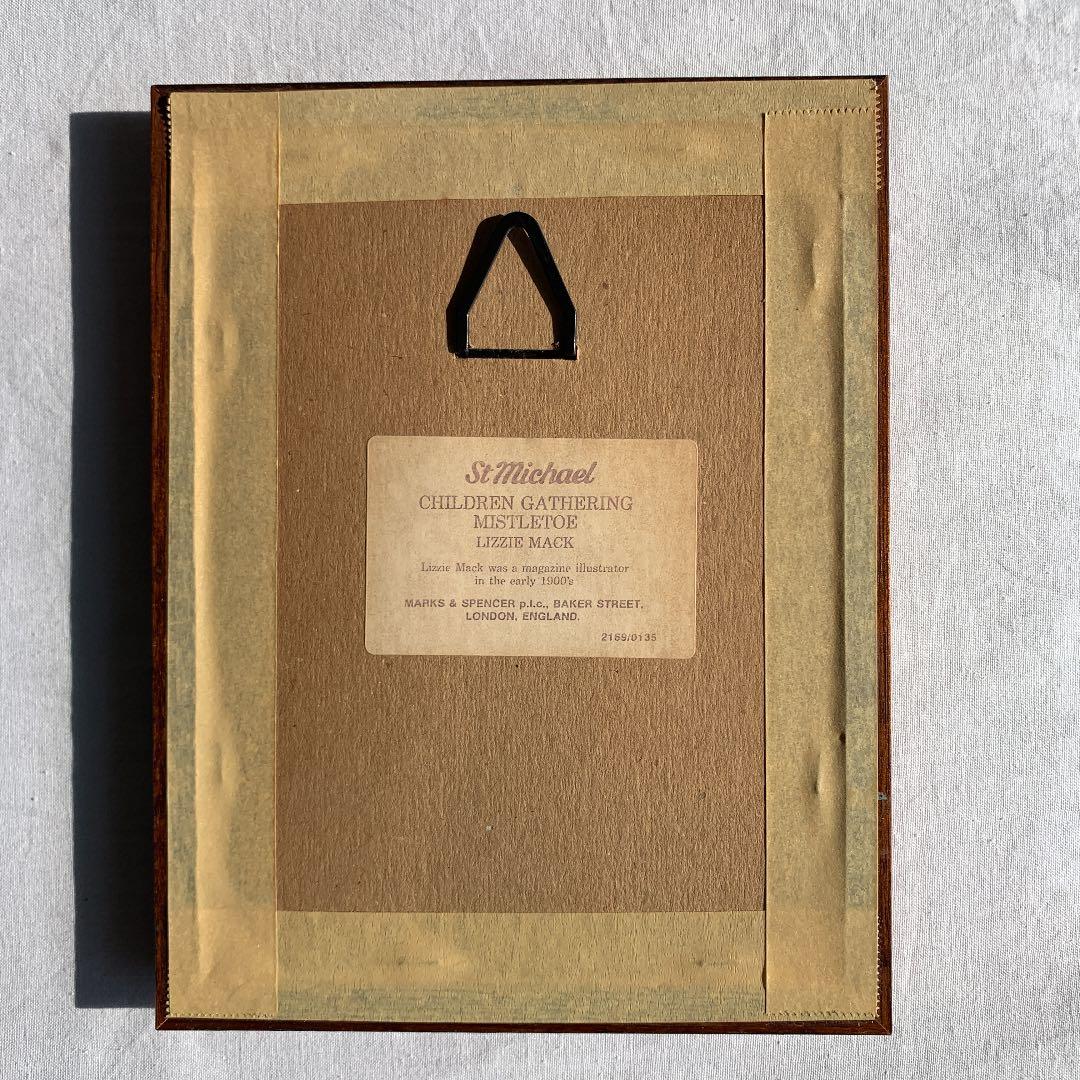 St Michael
CHILDREN GATHERING
MISTLETOE
LIZZIE MACK
Lizzie Mack was a magazine illustrator
in the early 1900's
MARKS & SPENCER p.l.c., BAKER STREET,
LONDON, ENGLAND.
2169/0135